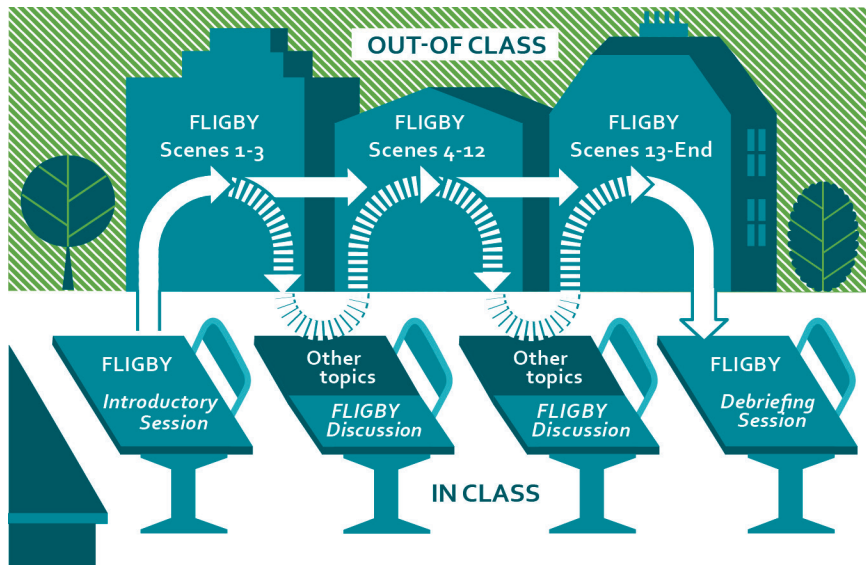 OUT-OF CLASS
FLIGBY
Scenes 1-3
FLIGBY
Scenes 4-12
FLIGBY
Scenes 13-End
FLIGBY
Introductory
Session
Other
topics
FLIGBY
Discussion
Other
topics
FLIGBY
Discussion
FLIGBY
Debriefing
Session
IN CLASS